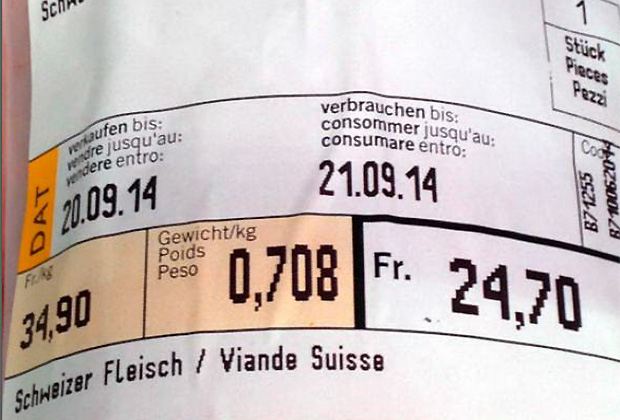 1
Stück
Pieces
Pezzi
verkaufen bis:
vendre jusqu'au:
vendere entro:
20.09.14
verbrauchen bis:
consommer jusqu'au:
consumare entro:
21.09.14
DAT
B71255
Fr./kg
34,90
Gewicht/kg
Poids
Peso
0,708
Fr. 24,70
Schweizer Fleisch / Viande Suisse